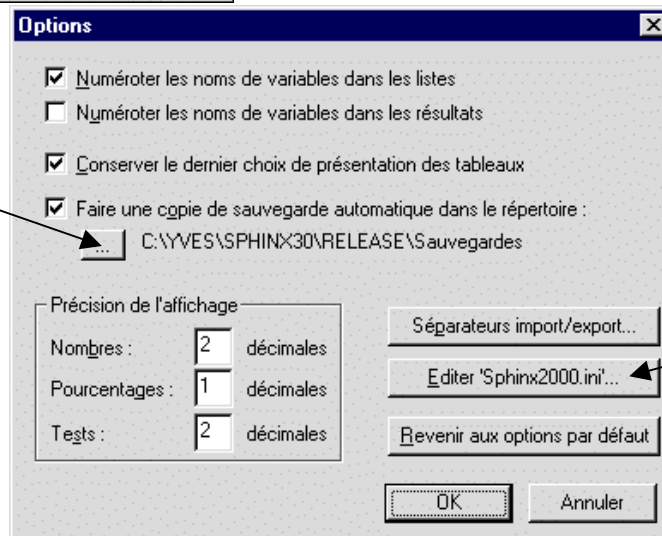 Options
Numéroter les noms de variables dans les listes
Numéroter les noms de variables dans les résultats
Conserver le dernier choix de présentation des tableaux
Faire une copie de sauvegarde automatique dans le répertoire :
... C:\YVES\SPHINX30\RELEASE\Sauvegardes
Précision de l'affichage
Nombres : 2 décimales
Pourcentages : 1 décimales
Tests : 2 décimales
Séparateurs import/export...
Editer 'Sphinx2000.ini'...
Revenir aux options par défaut
OK Annuler